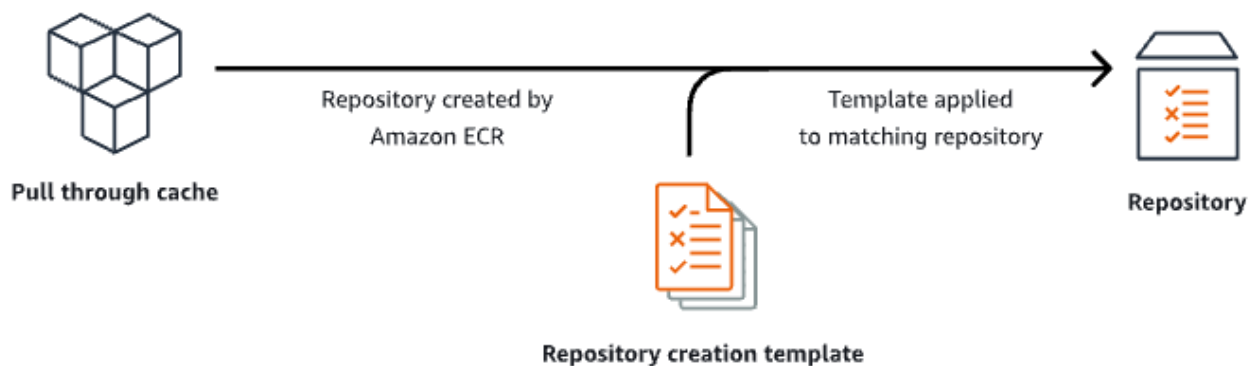 Repository created by
Amazon ECR
Template applied
to matching repository
Pull through cache
Repository
Repository creation template